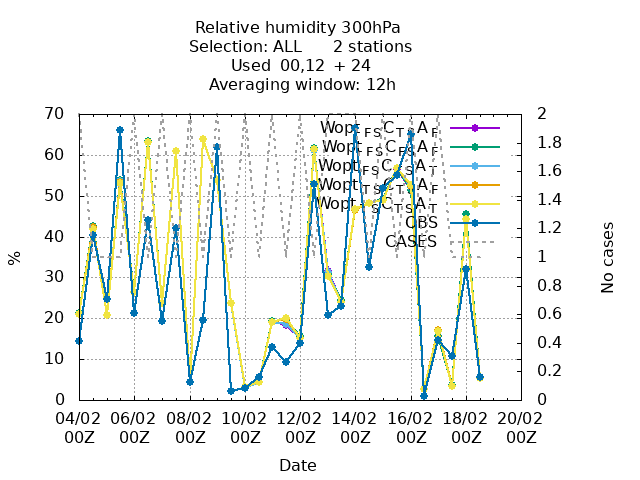 Relative humidity 300hPa
Selection: ALL 2 stations
Used 00,12 + 24
Averaging window: 12h
70 2
Wopt_FSC_TSA_F
60 1.8
Wopt_FSC_FSA_F
1.6
50 1.4
OBS
40 1.2
CASES
30 1
0.8
20 0.6
10 0.4
0.2
0 0
% No cases
04/02 06/02 08/02 10/02 12/02 14/02 16/02 18/02 20/02
00Z 00Z 00Z 00Z 00Z 00Z 00Z 00Z 00Z
Date